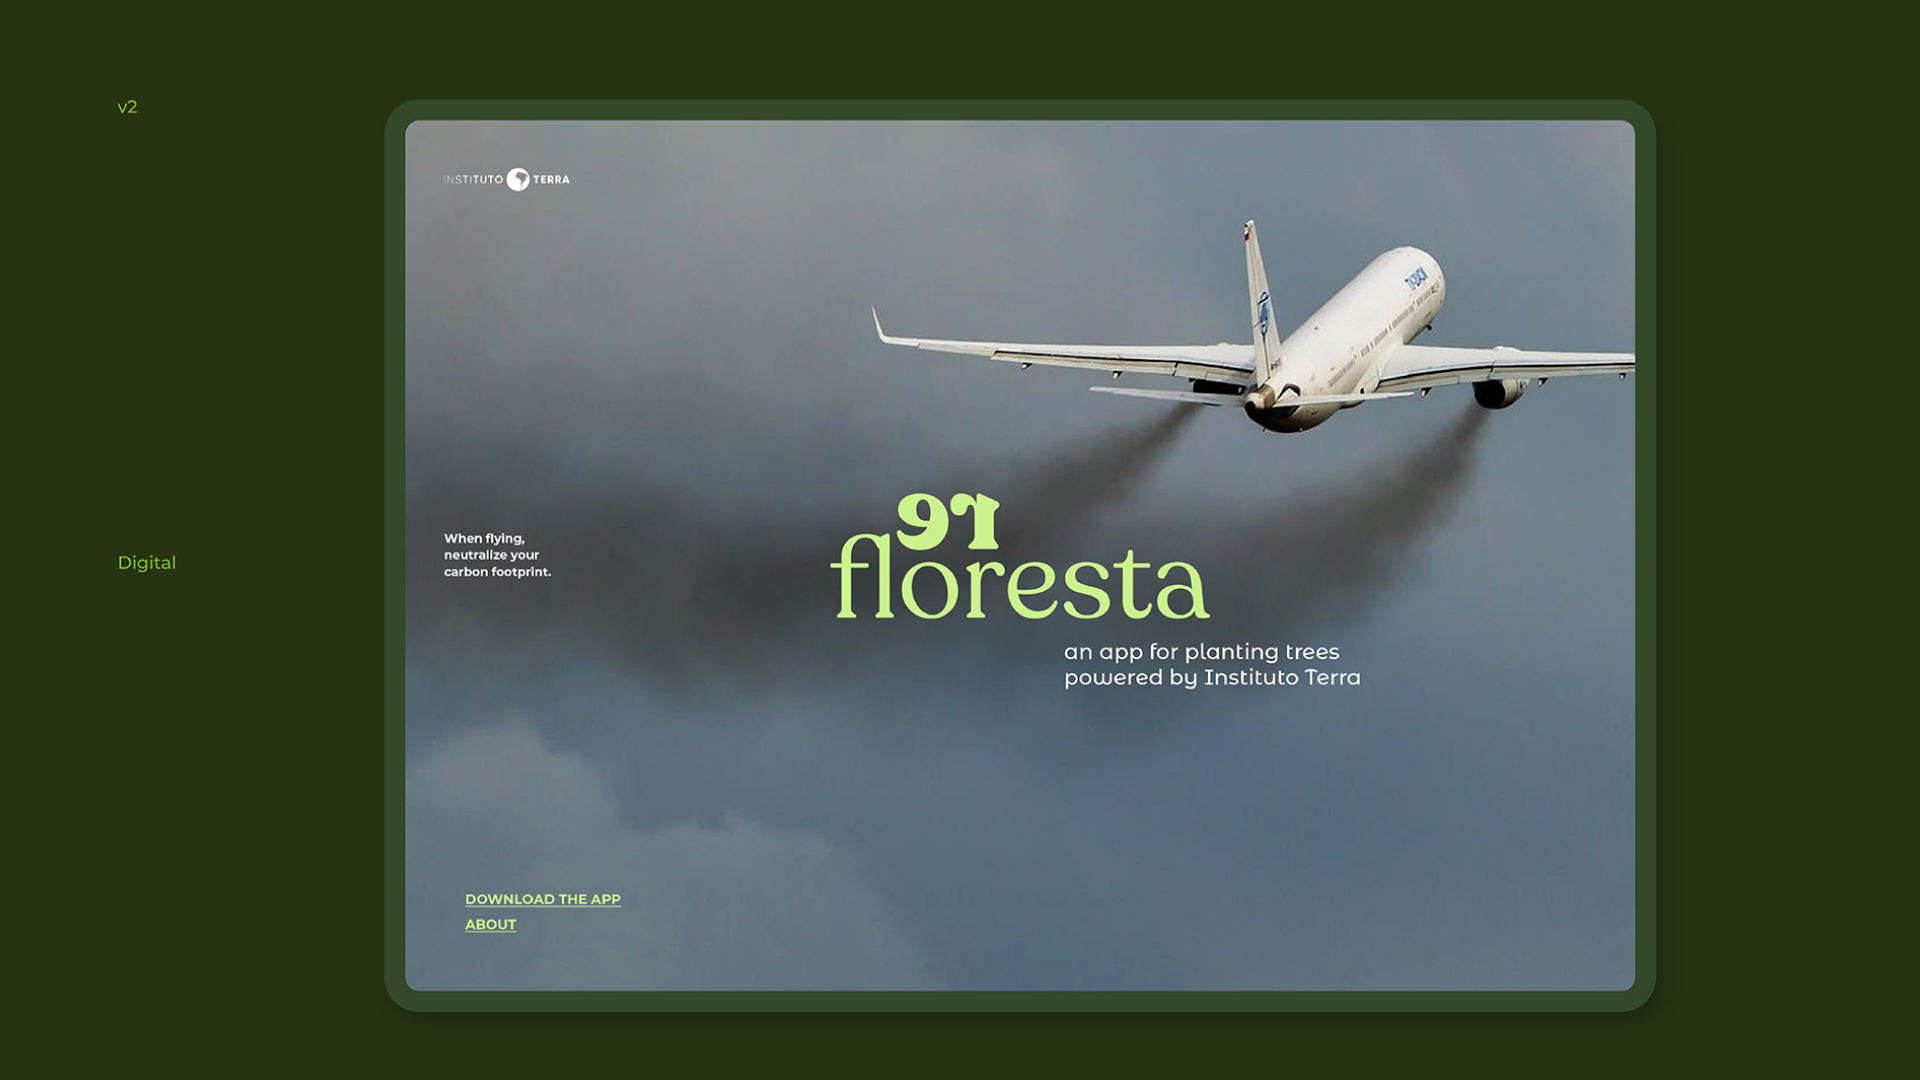 v2
INSTITUTO TERRA
When flying,
neutralize your
carbon footprint.
re
floresta
an app for planting trees
powered by Instituto Terra
Digital
DOWNLOAD THE APP
ABOUT